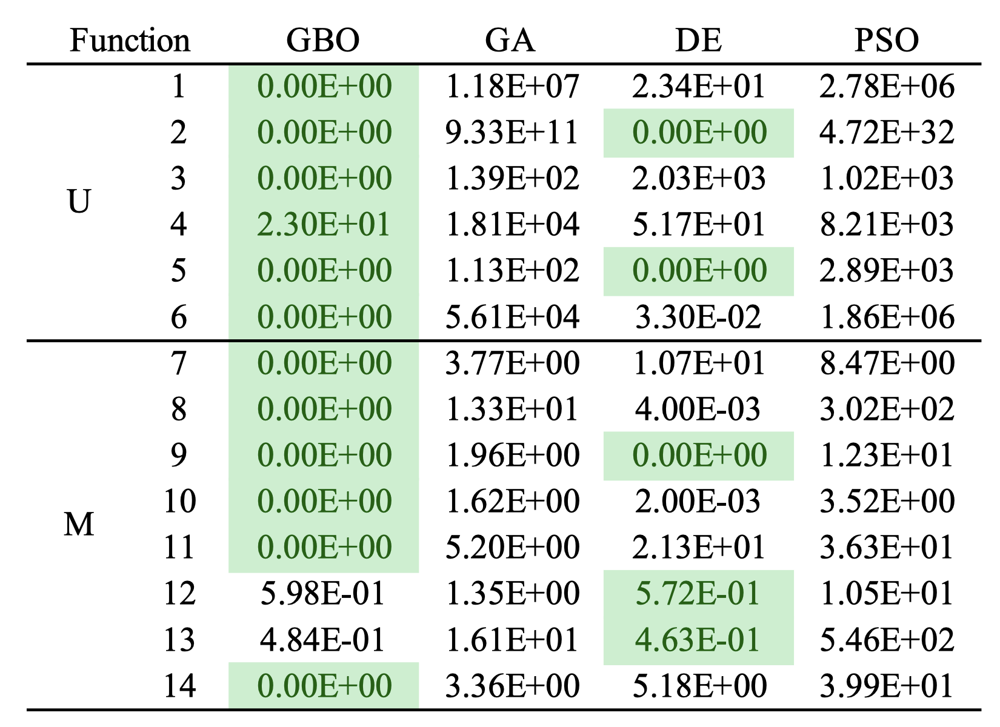 Function GBO GA DE PSO
1 0.00E+00 1.18E+07 2.34E+01 2.78E+06
2 0.00E+00 9.33E+11 0.00E+00 4.72E+32
3 0.00E+00 1.39E+02 2.03E+03 1.02E+03
U
4 2.30E+01 1.81E+04 5.17E+01 8.21E+03
5 0.00E+00 1.13E+02 0.00E+00 2.89E+03
6 0.00E+00 5.61E+04 3.30E-02 1.86E+06
7 0.00E+00 3.77E+00 1.07E+01 8.47E+00
8 0.00E+00 1.33E+01 4.00E-03 3.02E+02
9 0.00E+00 1.96E+00 0.00E+00 1.23E+01
10 0.00E+00 1.62E+00 2.00E-03 3.52E+00
M
11 0.00E+00 5.20E+00 2.13E+01 3.63E+01
12 5.98E-01 1.35E+00 5.72E-01 1.05E+01
13 4.84E-01 1.61E+01 4.63E-01 5.46E+02
14 0.00E+00 3.36E+00 5.18E+00 3.99E+01